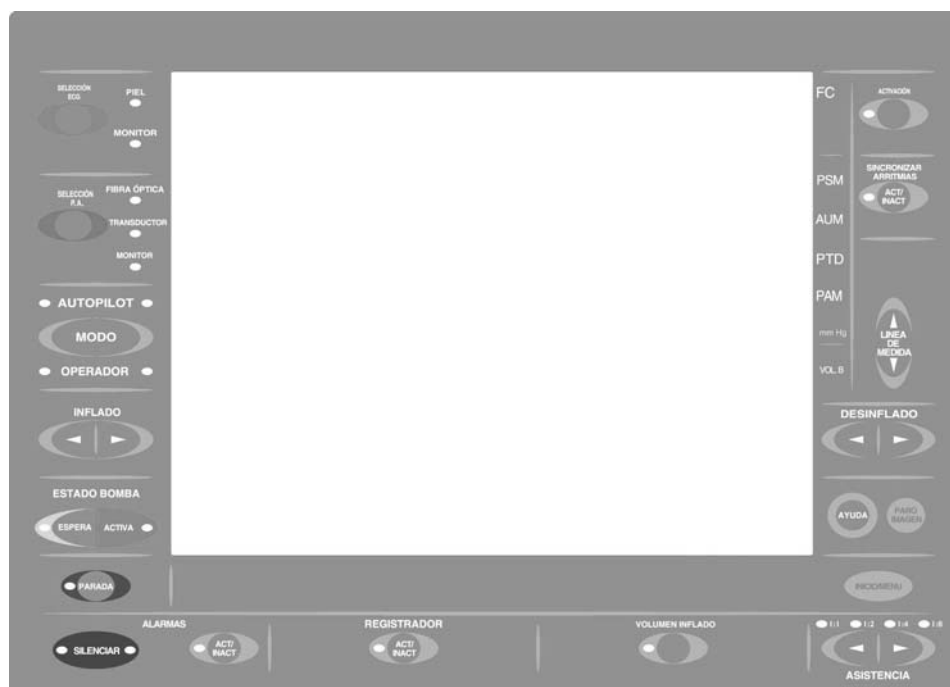 SELECCIÓN
ECG.
PIEL
MONITOR
SELECCIÓN
P.A.
FIBRA ÓPTICA
TRANSDUCTOR
MONITOR
AUTOPILOT
MODO
OPERADOR
INFLADO
ESTADO BOMBA
ESPERA ACTIVA
PARADA
FC
PSM
AUM
PTD
PAM
mm Hg
VOL. B
ACTIVACIÓN
SINCRONIZAR
ARRITMIAS
ACT/
INACT
LINEA
DE
MEDIDA
DESINFLADO
AYUDA
PARO
IMAGEN
INICIO/MENU
ALARMAS
SILENCIAR
ACT/
INACT
REGISTRADOR
ACT/
INACT
VOLUMEN INFLADO
1:1 1:2 1:4 1:8
ASISTENCIA